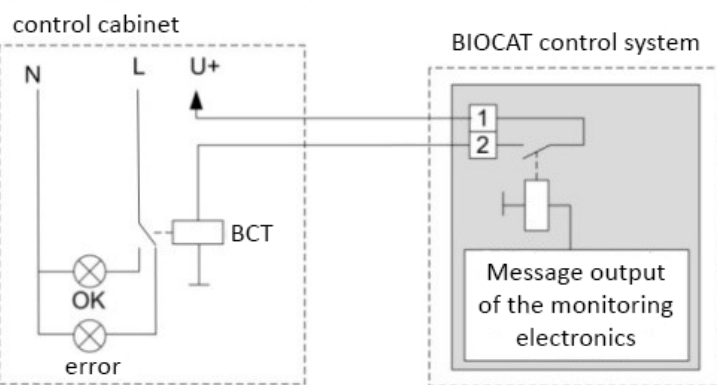 control cabinet
BIOCAT control system
N
L
U+
1
2
BCT
OK
error
Message output
of the monitoring
electronics